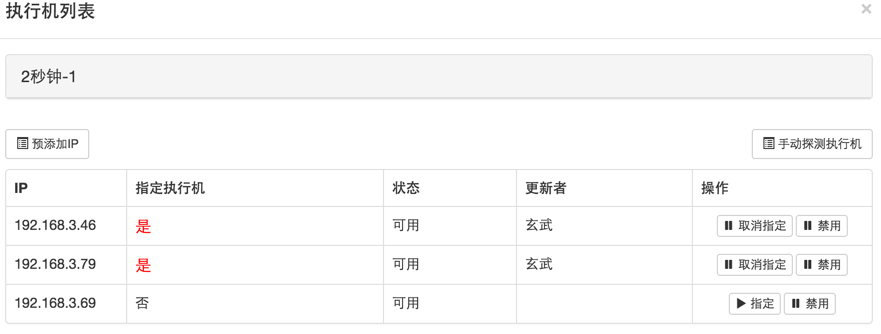 执行机列表
×
2秒钟-1
预添加IP 手动探测执行机
IP 指定执行机 状态 更新者 操作
192.168.3.46 是 可用 玄武 取消指定 禁用
192.168.3.79 是 可用 玄武 取消指定 禁用
192.168.3.69 否 可用 指定 禁用